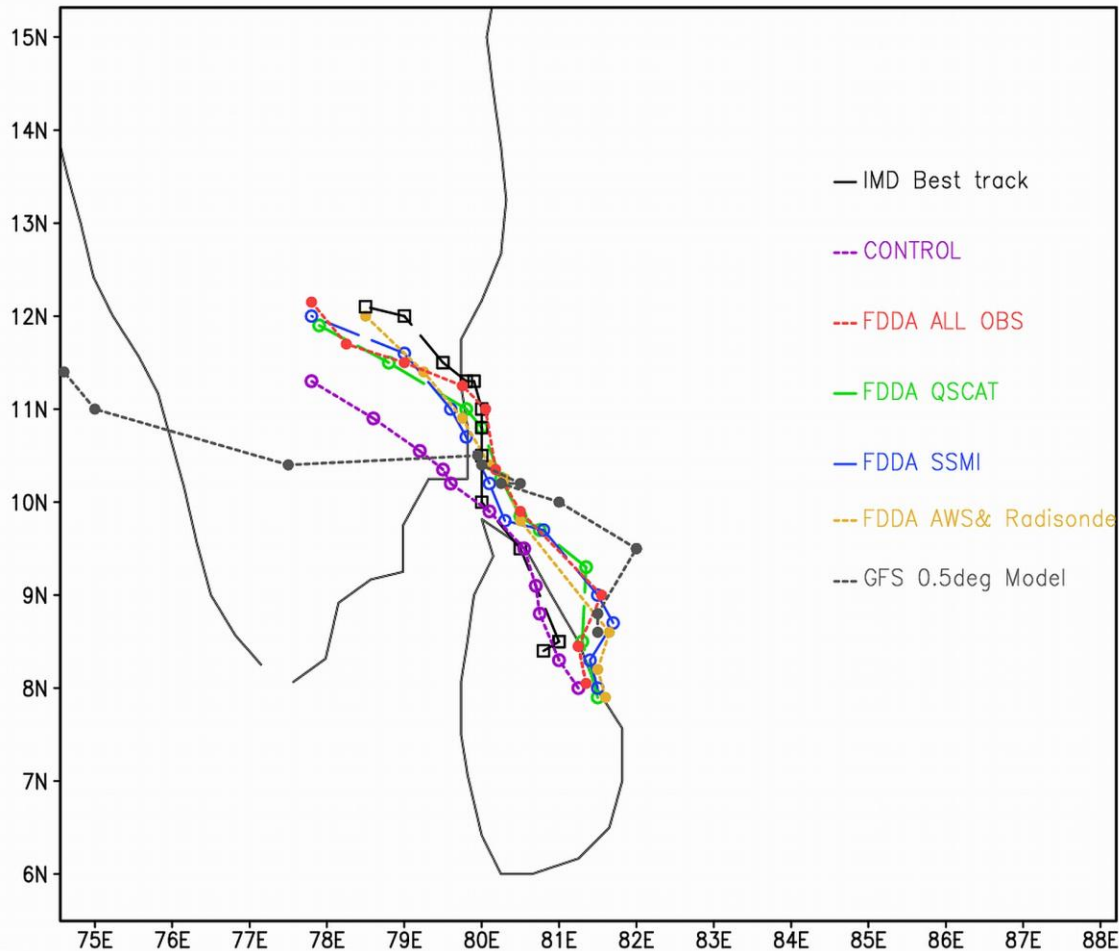 15N
14N
13N
12N
11N
10N
9N
8N
7N
6N
IMD Best track
CONTROL
FDDA ALL OBS
FDDA QSCAT
FDDA SSMI
FDDA AWS& Radisonde
GFS 0.5deg Model
75E 76E 77E 78E 79E 80E 81E 82E 83E 84E 85E 86E 87E 88